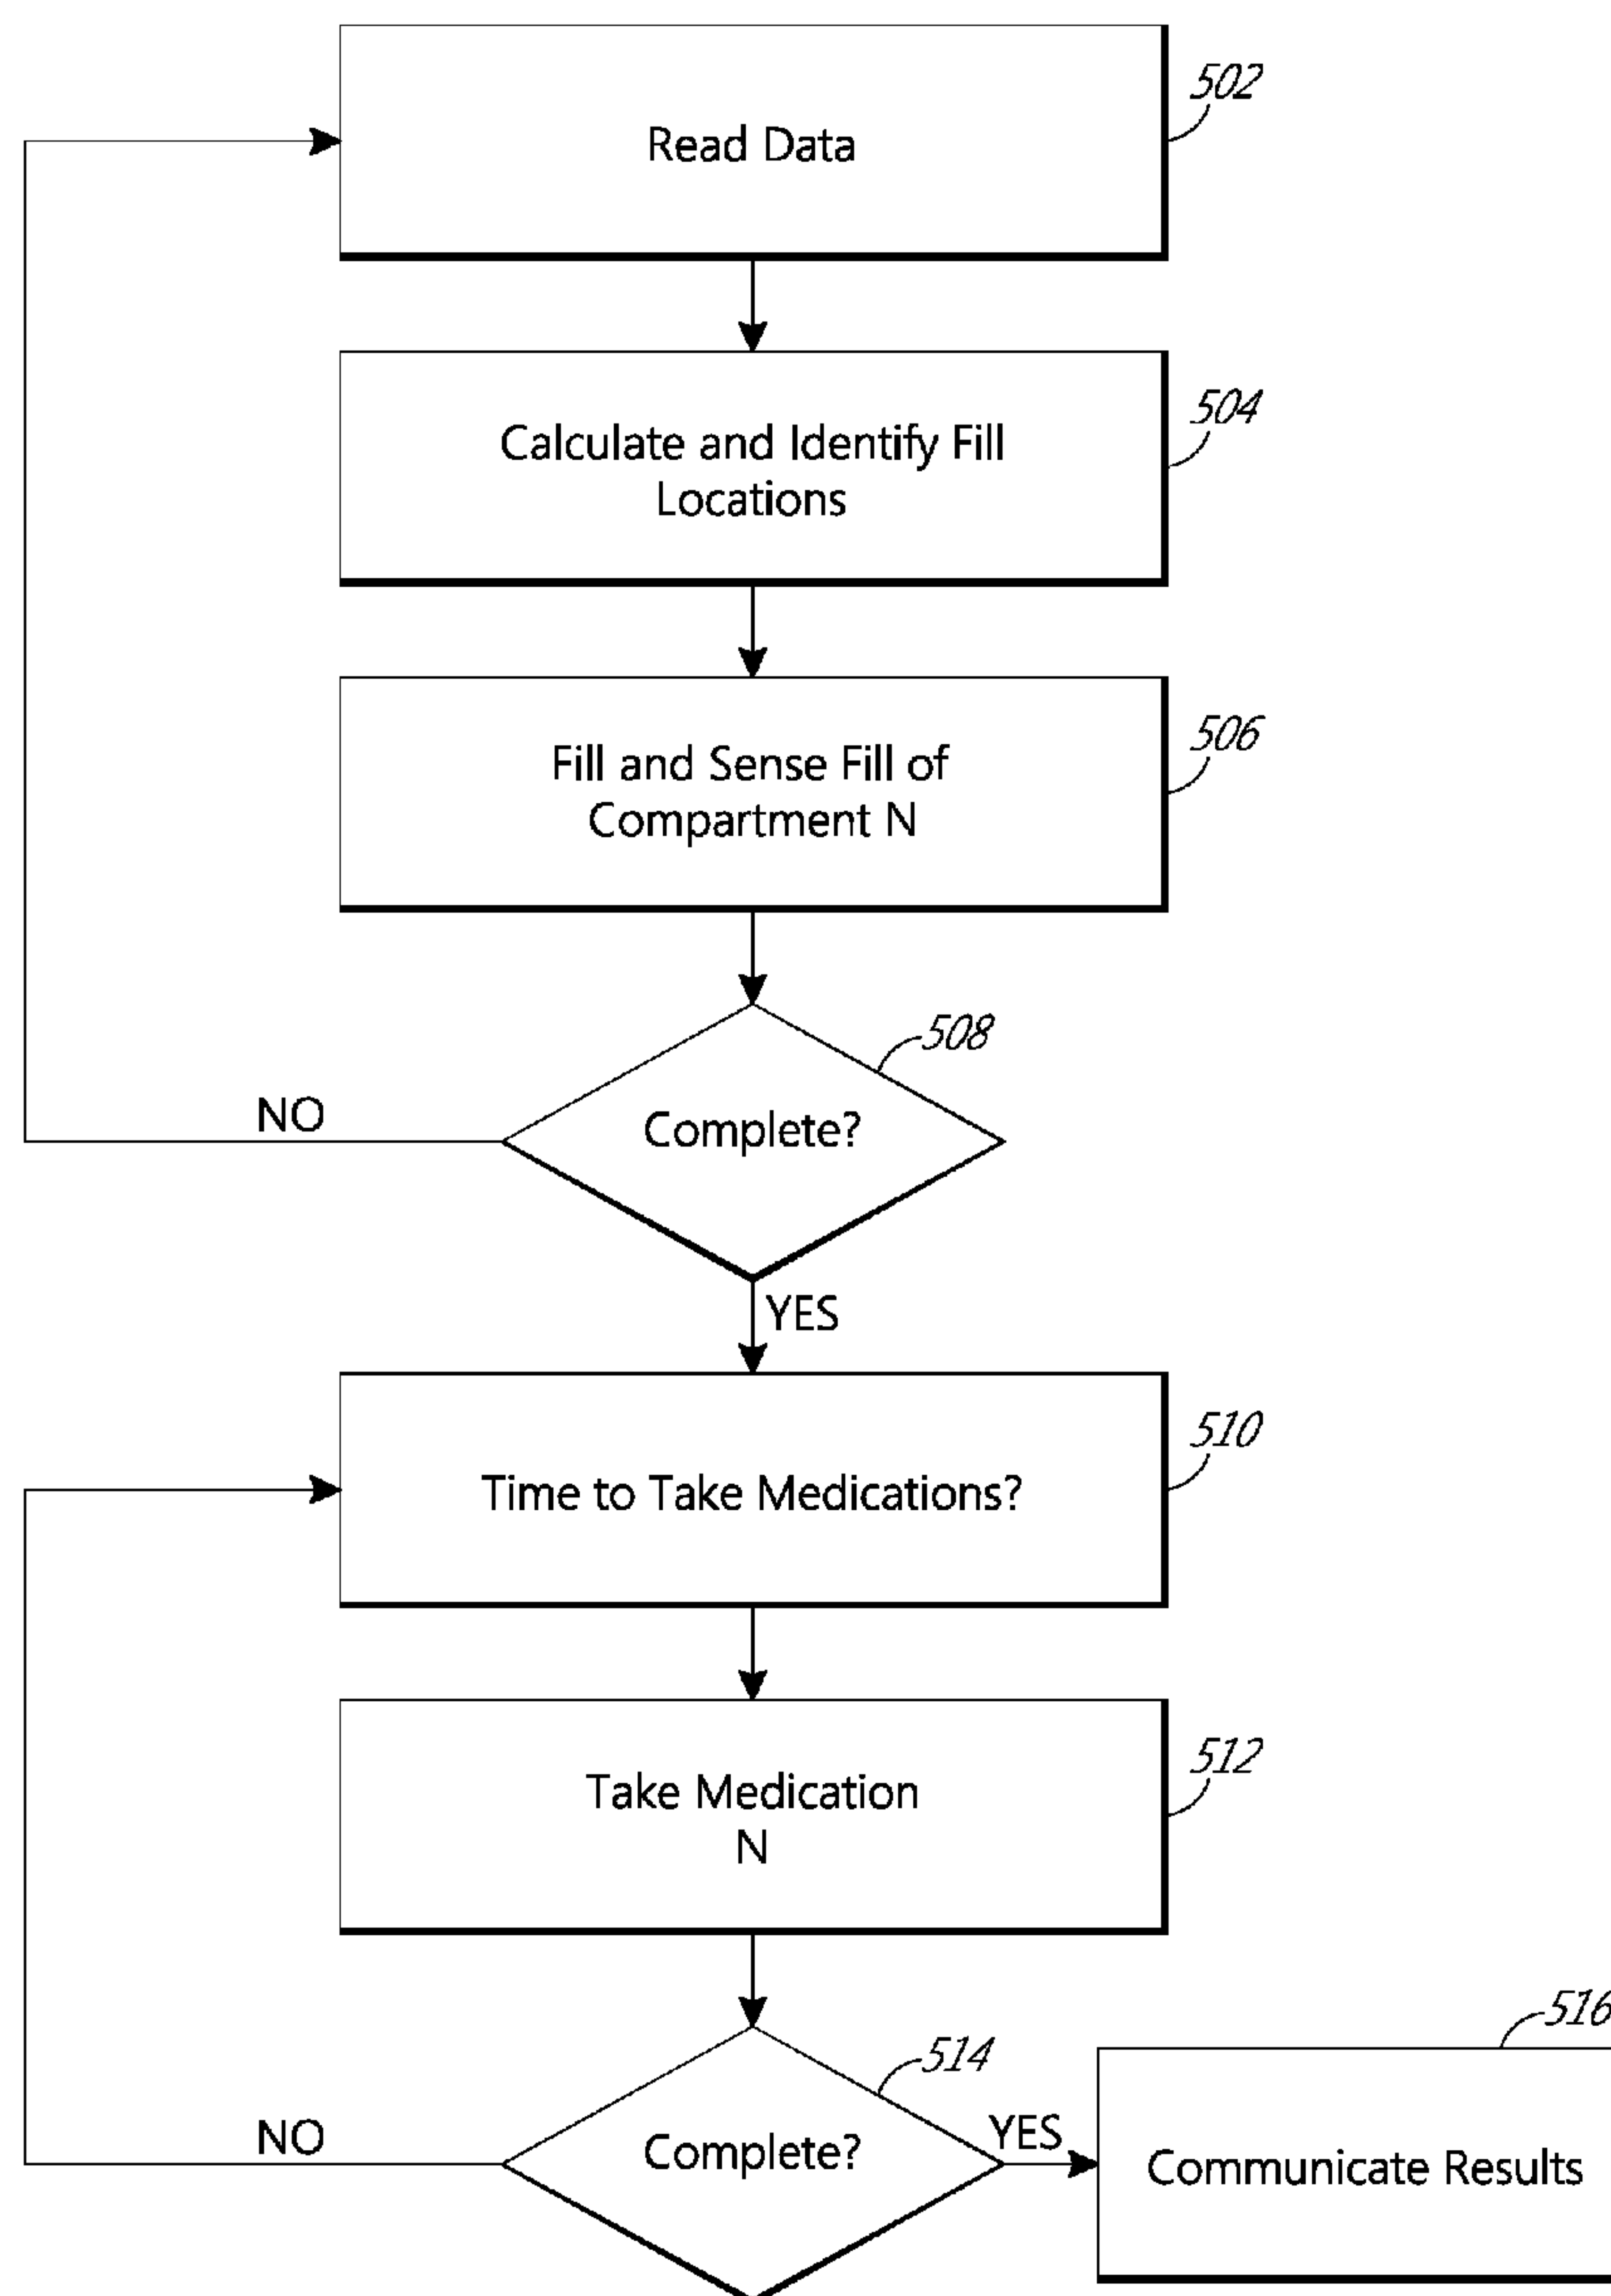 502
Read Data
504
Calculate and Identify Fill
Locations
506
Fill and Sense Fill of
Compartment N
508
NO
Complete?
YES
510
Time to Take Medications?
512
Take Medication
N
516
514
NO
Complete?
YES
Communicate Results